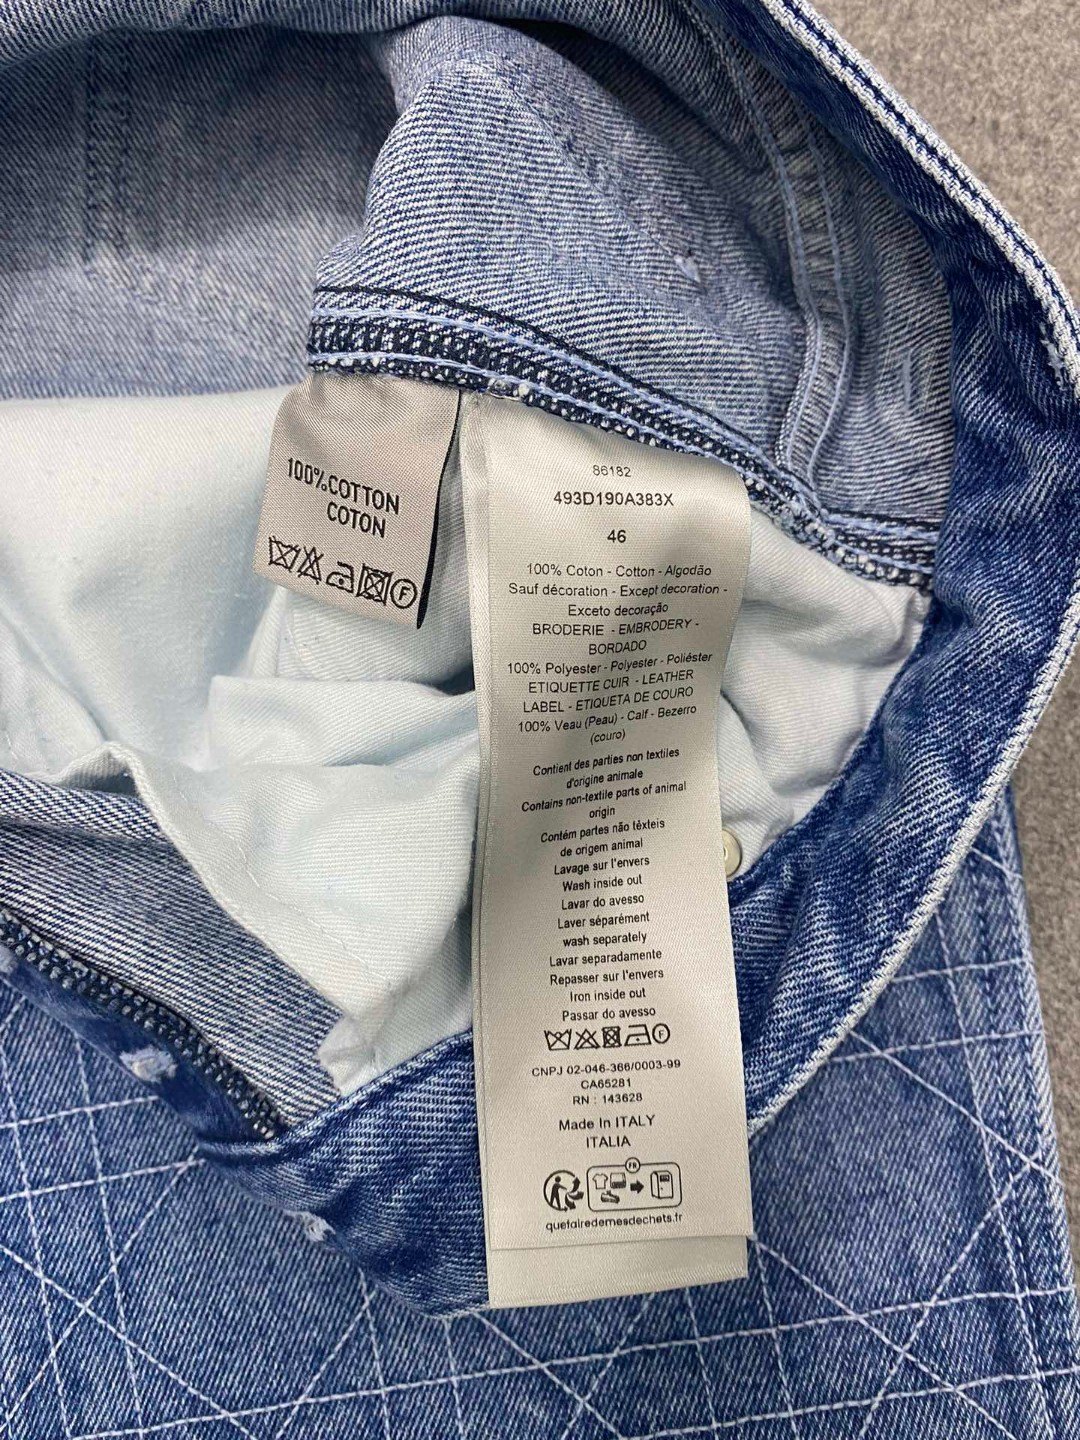 100%COTTON
COTON
F
86182
493D190A383X
46
100% Coton - Cotton - Algodão
Sauf décoration - Except decoration -
Exceto decoração
BRODERIE - EMBRODERY -
BORDADO
100% Polyester - Polyester - Poliéster
ETIQUETTE CUIR - LEATHER
LABEL - ETIQUETA DE COURO
100% Veau (Peau) - Calf - Bezerro
(couro)
Contient des parties non textiles
d'origine animale
Contains non-textile parts of animal
origin
Contém partes não têxteis
de origem animal
Lavage sur l'envers
Wash inside out
Lavar do avesso
Laver séparément
wash separately
Lavar separadamente
Repasser sur l'envers
Iron inside out
Passar do avesso
F
CNPJ 02-046-366/0003-99
CA65281
RN : 143628
Made In ITALY
ITALIA
FR
quefairedemesdechets.fr